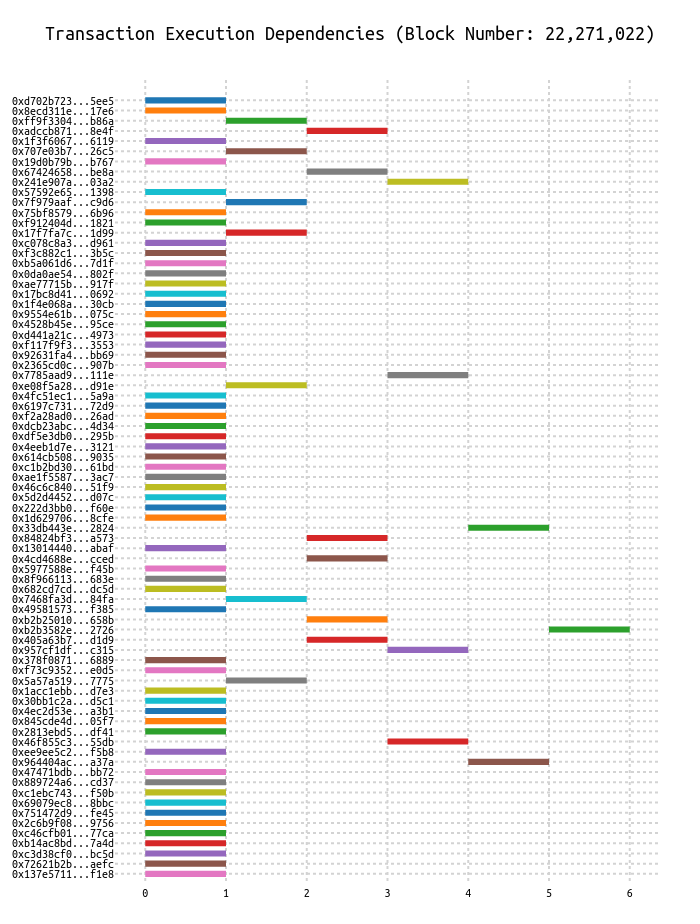 Transaction Execution Dependencies (Block Number: 22,271,022)
0xd702b723...5ee5
0x8ecd311e...17e6
0xff9f3304...b86a
0xadccb871...8e4f
0x1f3f6067...6119
0x707e03b7...26c5
0x19d0b79b...b767
0x67424658...be8a
0x241e907a...03a2
0x57592e65...1398
0x7f979aaf...c9d6
0x75bf8579...6b96
0xf912404d...1821
0x17f7fa7c...1d99
0xc078c8a3...d961
0xf3c882c1...3b5c
0xb5a061d6...7d1f
0x0da0ae54...802f
0xae77715b...917f
0x17bc8d41...0692
0x1f4e068a...30cb
0x9554e61b...075c
0x4528b45e...95ce
0xd441a21c...4973
0xf117f9f3...3553
0x92631fa4...bb69
0x2365cd0c...907b
0x7785aad9...111e
0xe08f5a28...d91e
0x4fc51ec1...5a9a
0x6197c731...72d9
0xf2a28ad0...26ad
0xdcb23abc...4d34
0xdf5e3db0...295b
0x4eeb1d7e...3121
0x614cb508...9035
0xc1b2bd30...61bd
0xae1f5587...3ac7
0x46c6c840...51f9
0x5d2d4452...d07c
0x222d3bb0...f60e
0x1d629706...8cfe
0x33db443e...2824
0x84824bf3...a573
0x13014440...abaf
0x4cd4688e...cced
0x5977588e...f45b
0x8f966113...683e
0x682cd7cd...dc5d
0x7468fa3d...84fa
0x49581573...f385
0xb2b25010...658b
0xb2b3582e...2726
0x405a63b7...d1d9
0x957cf1df...c315
0x378f0871...6889
0xf73c9352...e0d5
0x5a57a519...7775
0x1acc1ebb...d7e3
0x30bb1c2a...d5c1
0x4ec2d53e...a3b1
0x845cde4d...05f7
0x2813ebd5...df41
0x46f855c3...55db
0xee9ee5c2...f5b8
0x964404ac...a37a
0x47471bdb...bb72
0x889724a6...cd37
0xc1ebc743...f50b
0x69079ec8...8bbc
0x751472d9...fe45
0x2c6b9f08...9756
0xc46cfb01...77ca
0xb14ac8bd...7a4d
0xc3d38cf0...bc5d
0x72621b2b...aefc
0x137e5711...f1e8
0 1 2 3 4 5 6